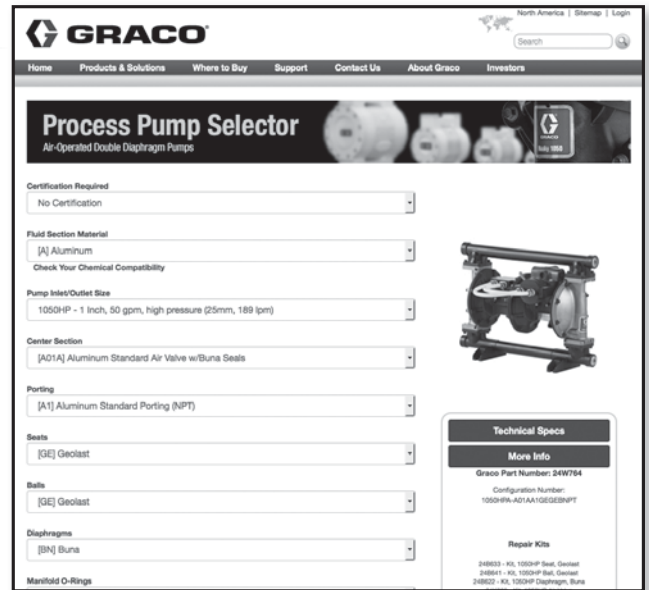 North America | Sitemap | Login
GRACO
Search
Home Products & Solutions Where to Buy Support Contact Us About Graco Investors
Process Pump Selector
Air-Operated Double Diaphragm Pumps
Certification Required
No Certification
Fluid Section Material
[A] Aluminum
Check Your Chemical Compatibility
Pump Inlet/Outlet Size
1050HP - 1 Inch, 50 gpm, high pressure (25mm, 189 lpm)
Center Section
[A01A] Aluminum Standard Air Valve w/Buna Seals
Porting
[A1] Aluminum Standard Porting (NPT)
Seats
[GE] Geolast
Balls
[GE] Geolast
Diaphragms
[BN] Buna
Manifold O-Rings
Technical Specs
More Info
Graco Part Number: 24W764
Configuration Number:
1050HPA-A01AA1GEGEBNPT
Repair Kits
24B633 - Kit, 1050HP Seat, Geolast
24B641 - Kit, 1050HP Ball, Geolast
24B622 - Kit, 1050HP Diaphragm, Buna